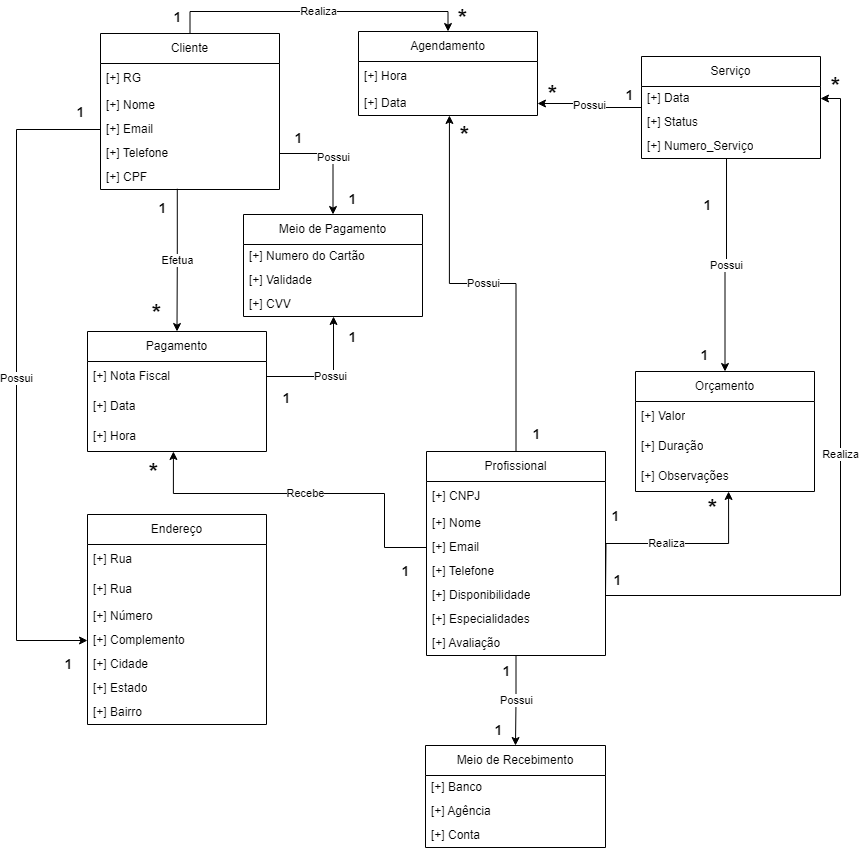 1
Realiza
*
Cliente
[+] RG
[+] Nome
[+] Email
[+] Telefone
[+] CPF
Agendamento
[+] Hora
[+] Data
Serviço
[+] Data
[+] Status
[+] Numero_Serviço
*
Possui
1
*
1
1
Possui
1
*
1
Efetua
*
Meio de Pagamento
[+] Numero do Cartão
[+] Validade
[+] CVV
1
Possui
1
Possui
1
Possui
1
Pagamento
[+] Nota Fiscal
[+] Data
[+] Hora
1
Possui
1
Orçamento
[+] Valor
[+] Duração
[+] Observações
Realiza
*
Recebe
1
Profissional
[+] CNPJ
[+] Nome
[+] Email
[+] Telefone
[+] Disponibilidade
[+] Especialidades
[+] Avaliação
1
Realiza
*
1
Endereço
[+] Rua
[+] Rua
[+] Número
[+] Complemento
[+] Cidade
[+] Estado
[+] Bairro
1
1
Possui
1
Meio de Recebimento
[+] Banco
[+] Agência
[+] Conta